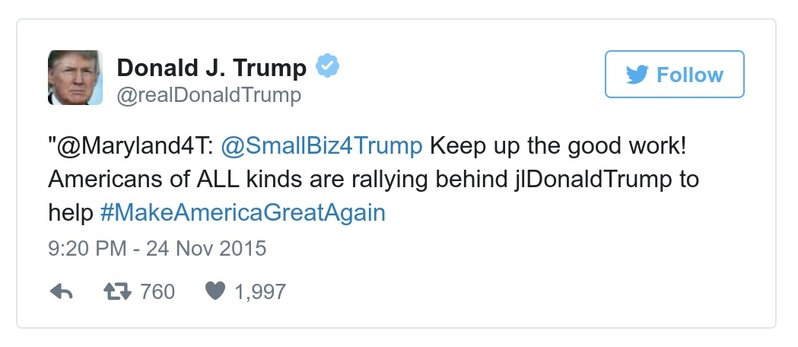 Donald J. Trump
@realDonaldTrump
Follow
"@Maryland4T: @SmallBiz4Trump Keep up the good work!
Americans of ALL kinds are rallying behind jlDonaldTrump to
help #MakeAmericaGreatAgain
9:20 PM - 24 Nov 2015
760 1,997